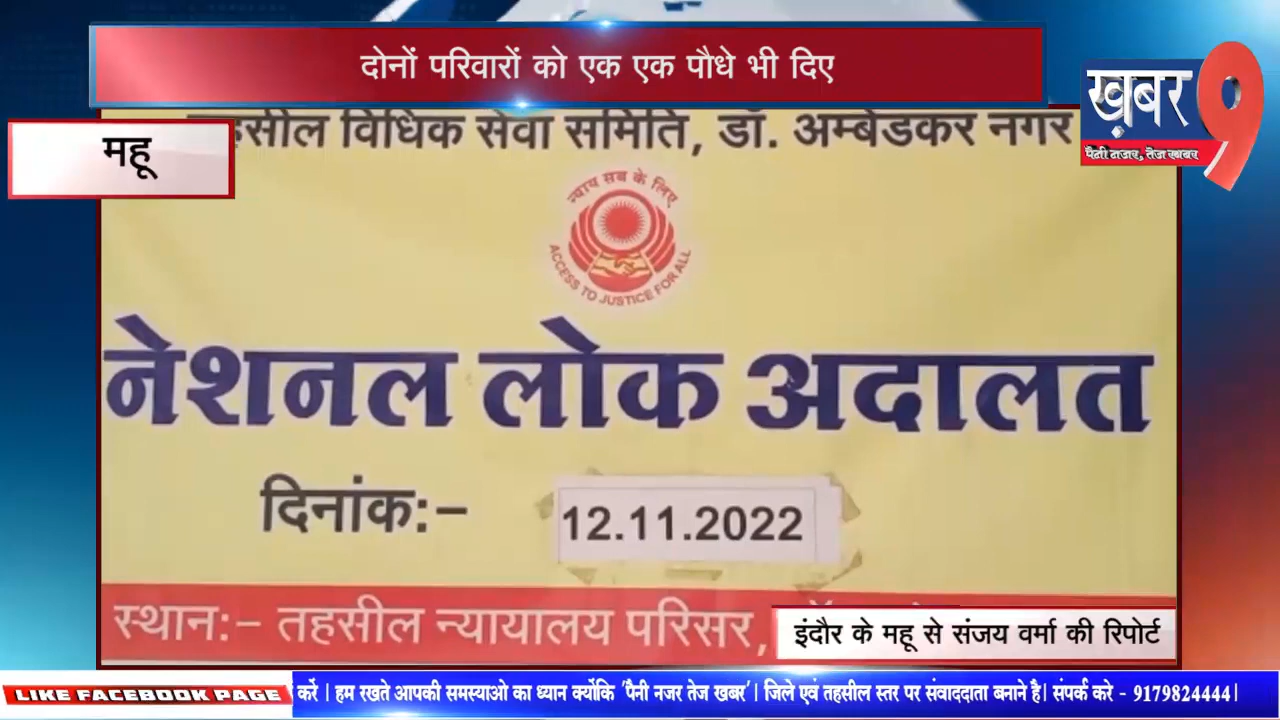 दोनों परिवारों को एक एक पौधे भी दिए
ख़बर 9
पैनी नजर, तेज खबर
महू
विधिक सेवा समिति, डॉ. अम्बेडकर नगर
न्याय सब के लिए
ACCESS TO JUSTICE FOR ALL
नेशनल लोक अदालत
दिनांक:- 12.11.2022
स्थान:- तहसील न्यायालय परिसर,
इंदौर के महू से संजय वर्मा की रिपोर्ट
LIKE FACEBOOK PAGE करें | हम रखते आपकी समस्याओ का ध्यान क्योंकि 'पैनी नजर तेज खबर' | जिले एवं तहसील स्तर पर संवाददाता बनाने है| संपर्क करे - 9179824444|